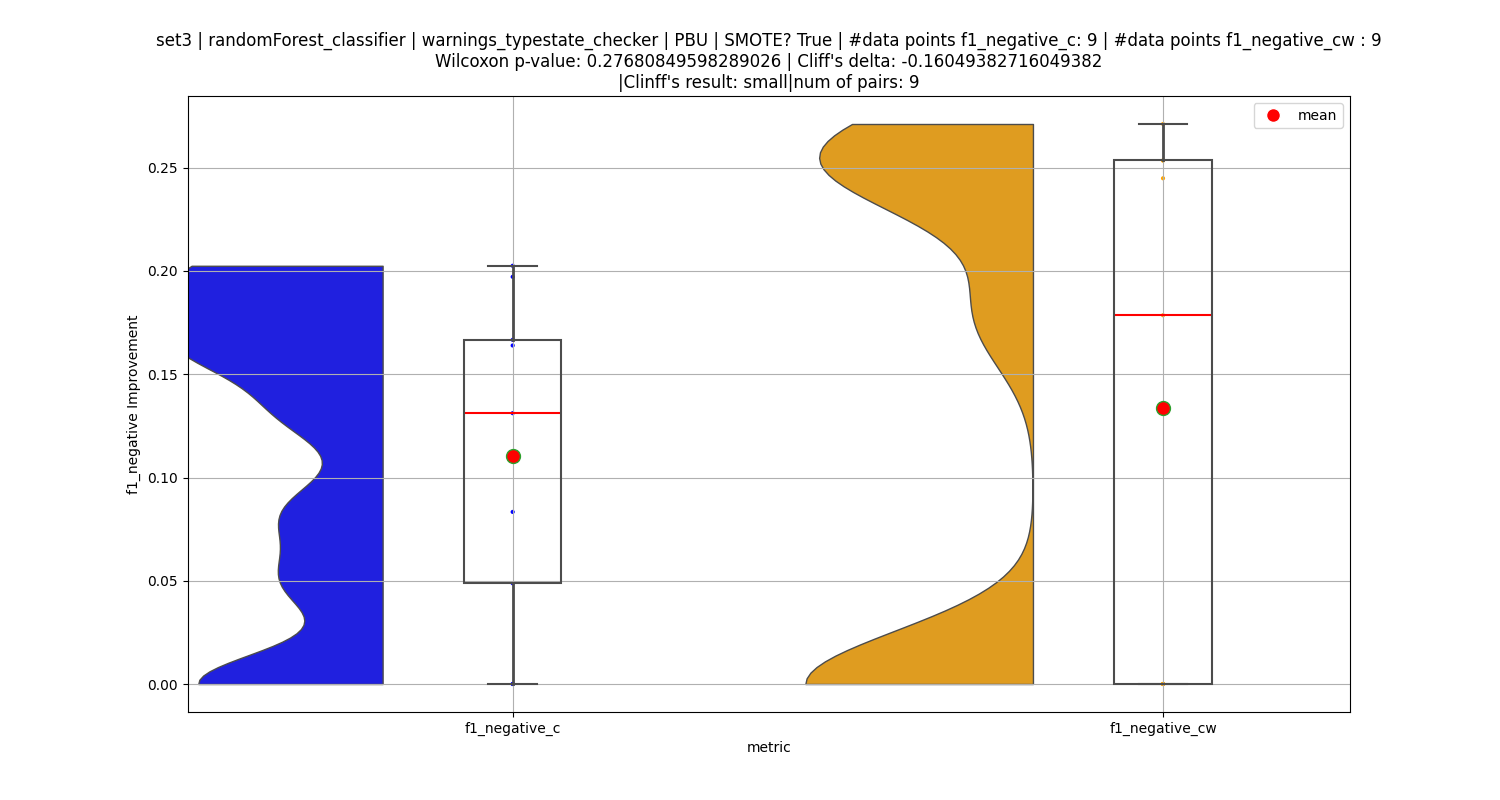 set3 | randomForest_classifier | warnings_typestate_checker | PBU | SMOTE? True | #data points f1_negative_c: 9 | #data points f1_negative_cw : 9
Wilcoxon p-value: 0.27680849598289026 | Cliff's delta: -0.16049382716049382
|Clinff's result: small|num of pairs: 9
mean
0.25
0.20
0.15
0.10
0.05
0.00
f1_negative Improvement
f1_negative_c
f1_negative_cw
metric